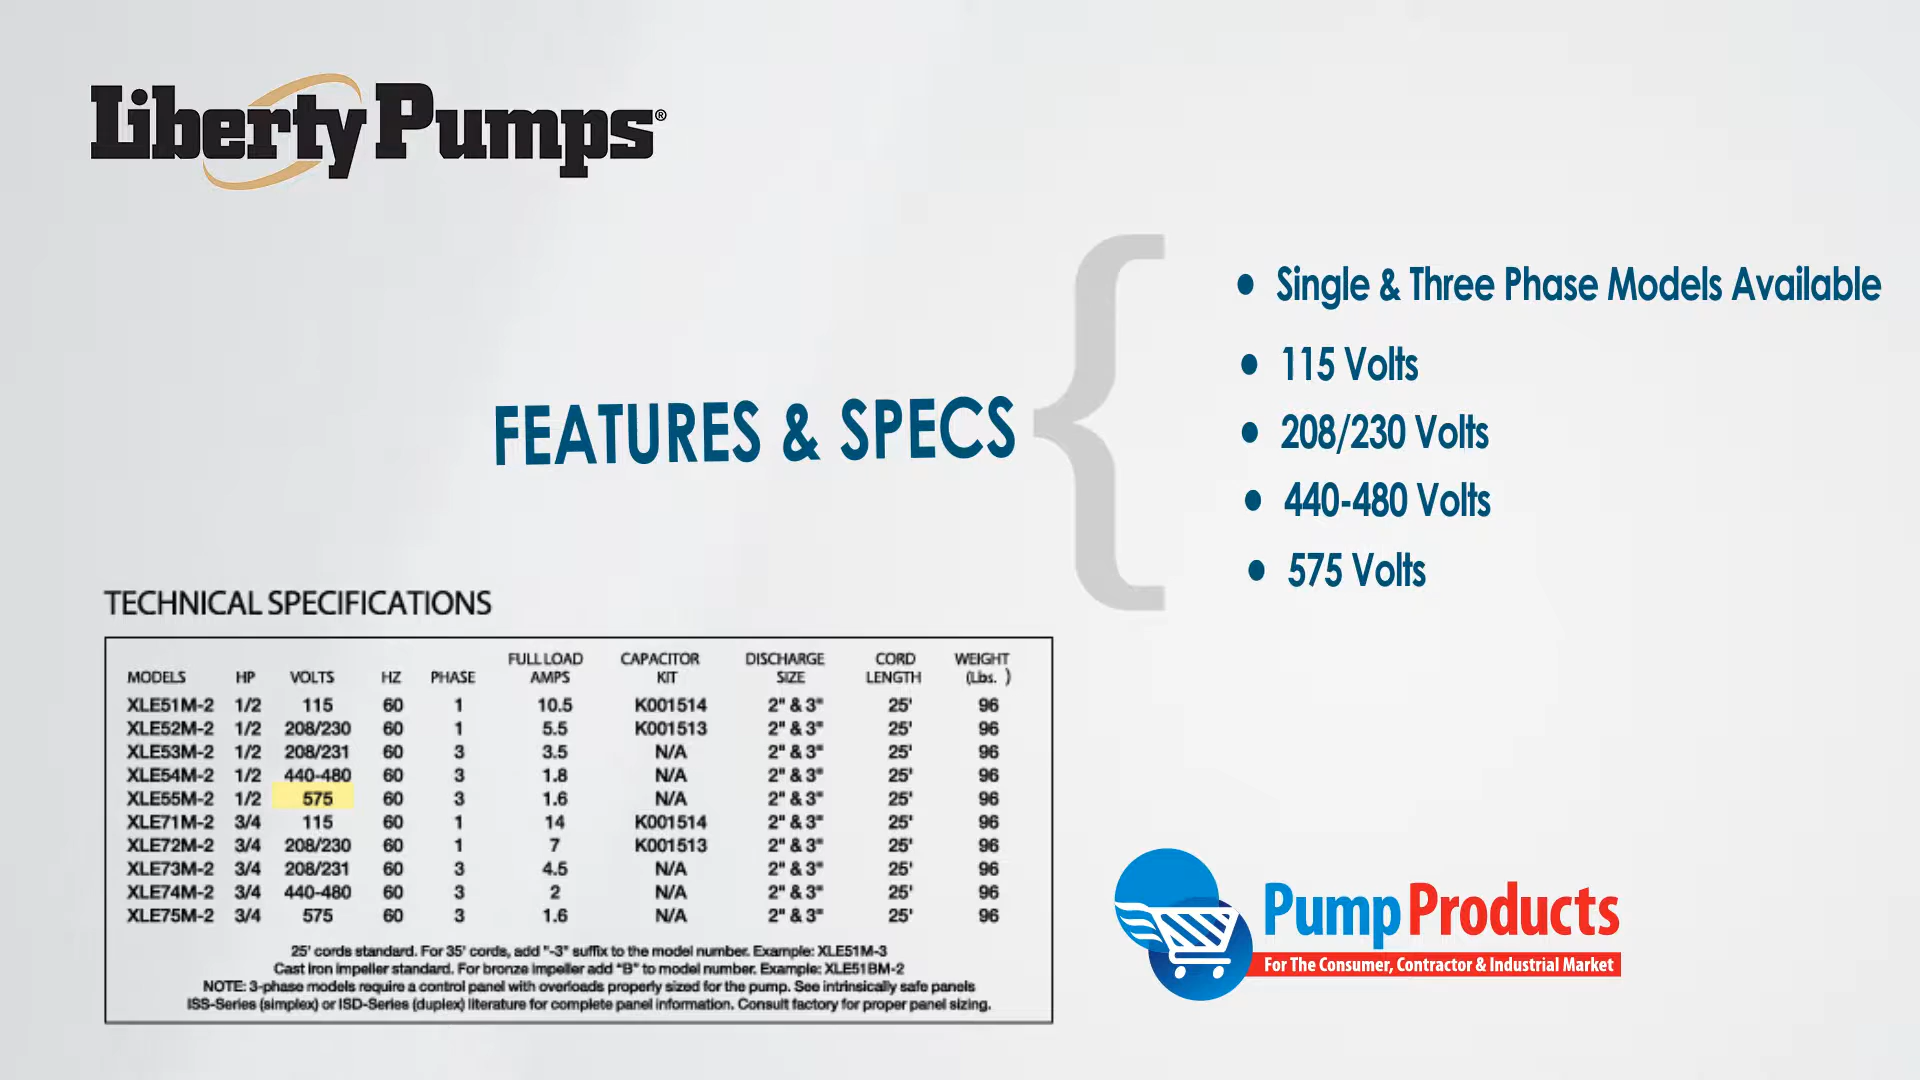 Liberty Pumps®
FEATURES & SPECS
• Single & Three Phase Models Available
• 115 Volts
• 208/230 Volts
• 440-480 Volts
• 575 Volts
TECHNICAL SPECIFICATIONS
MODELS HP VOLTS HZ PHASE FULL LOAD AMPS CAPACITOR KIT DISCHARGE SIZE CORD LENGTH WEIGHT (Lbs. )
XLE51M-2 1/2 115 60 1 10.5 K001514 2" & 3" 25' 96
XLE52M-2 1/2 208/230 60 1 5.5 K001513 2" & 3" 25' 96
XLE53M-2 1/2 208/231 60 3 3.5 N/A 2" & 3" 25' 96
XLE54M-2 1/2 440-480 60 3 1.8 N/A 2" & 3" 25' 96
XLE55M-2 1/2 575 60 3 1.6 N/A 2" & 3" 25' 96
XLE71M-2 3/4 115 60 1 14 K001514 2" & 3" 25' 96
XLE72M-2 3/4 208/230 60 1 7 K001513 2" & 3" 25' 96
XLE73M-2 3/4 208/231 60 3 4.5 N/A 2" & 3" 25' 96
XLE74M-2 3/4 440-480 60 3 2 N/A 2" & 3" 25' 96
XLE75M-2 3/4 575 60 3 1.6 N/A 2" & 3" 25' 96
25' cords standard. For 35' cords, add "-3" suffix to the model number. Example: XLE51M-3
Cast iron impeller standard. For bronze impeller add "B" to model number. Example: XLE51BM-2
NOTE: 3-phase models require a control panel with overloads properly sized for the pump. See intrinsically safe panels
ISS-Series (simplex) or ISD-Series (duplex) literature for complete panel information. Consult factory for proper panel sizing.
PumpProducts
For The Consumer, Contractor & Industrial Market